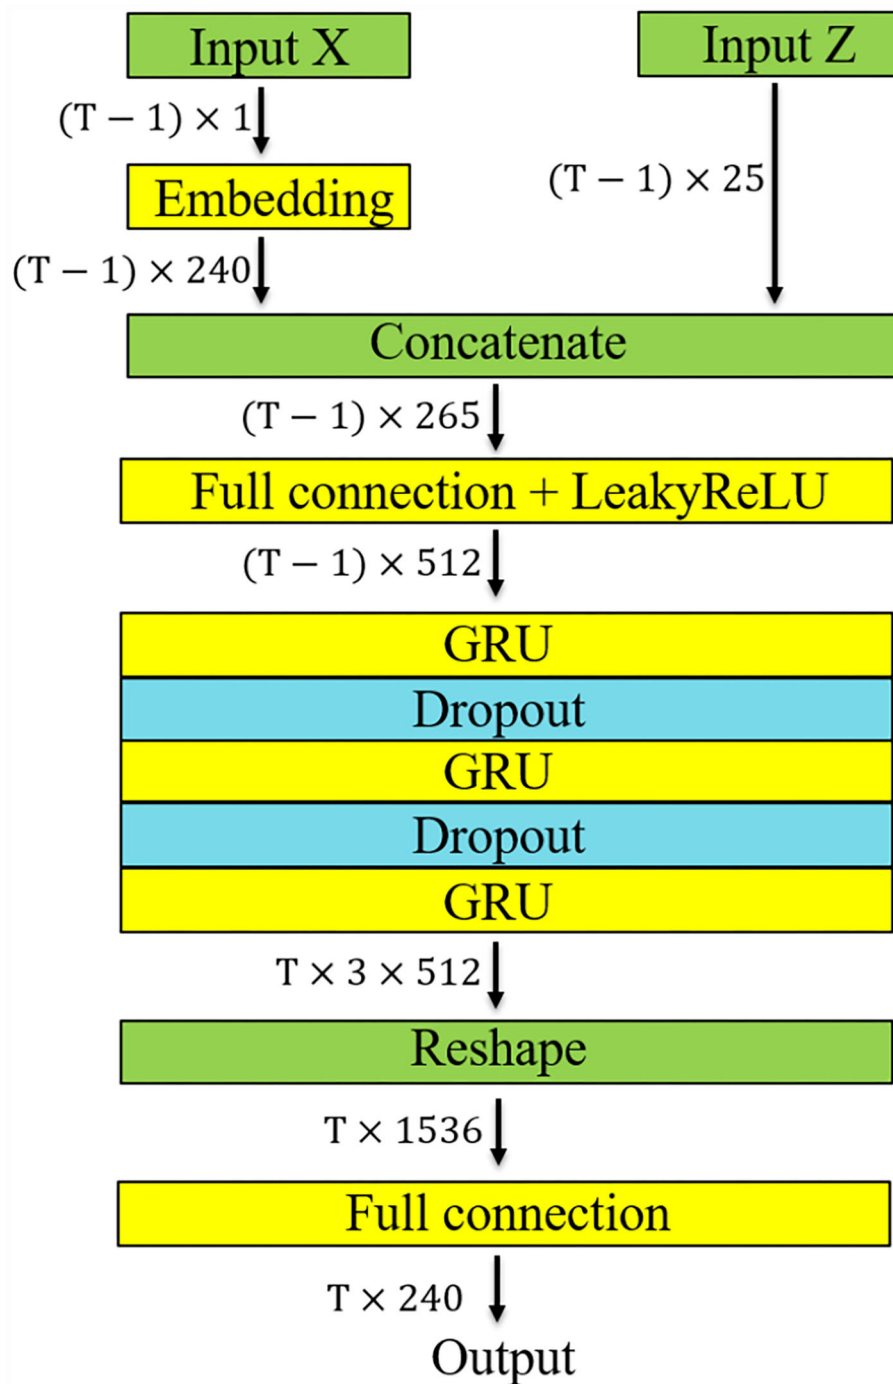 Input X
Input Z
(T − 1) × 1
(T − 1) × 25
Embedding
(T − 1) × 240
Concatenate
(T − 1) × 265
Full connection + LeakyReLU
(T − 1) × 512
GRU
Dropout
GRU
Dropout
GRU
T × 3 × 512
Reshape
T × 1536
Full connection
T × 240
Output